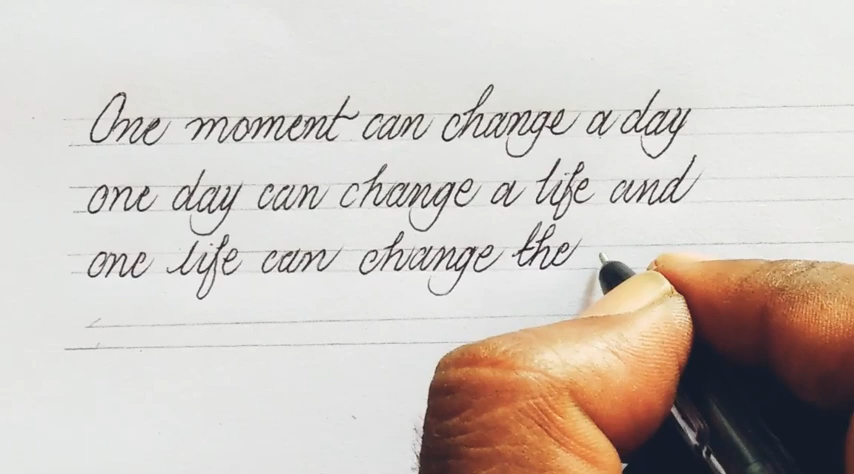 One moment can change a day
one day can change a life and
one life can change the